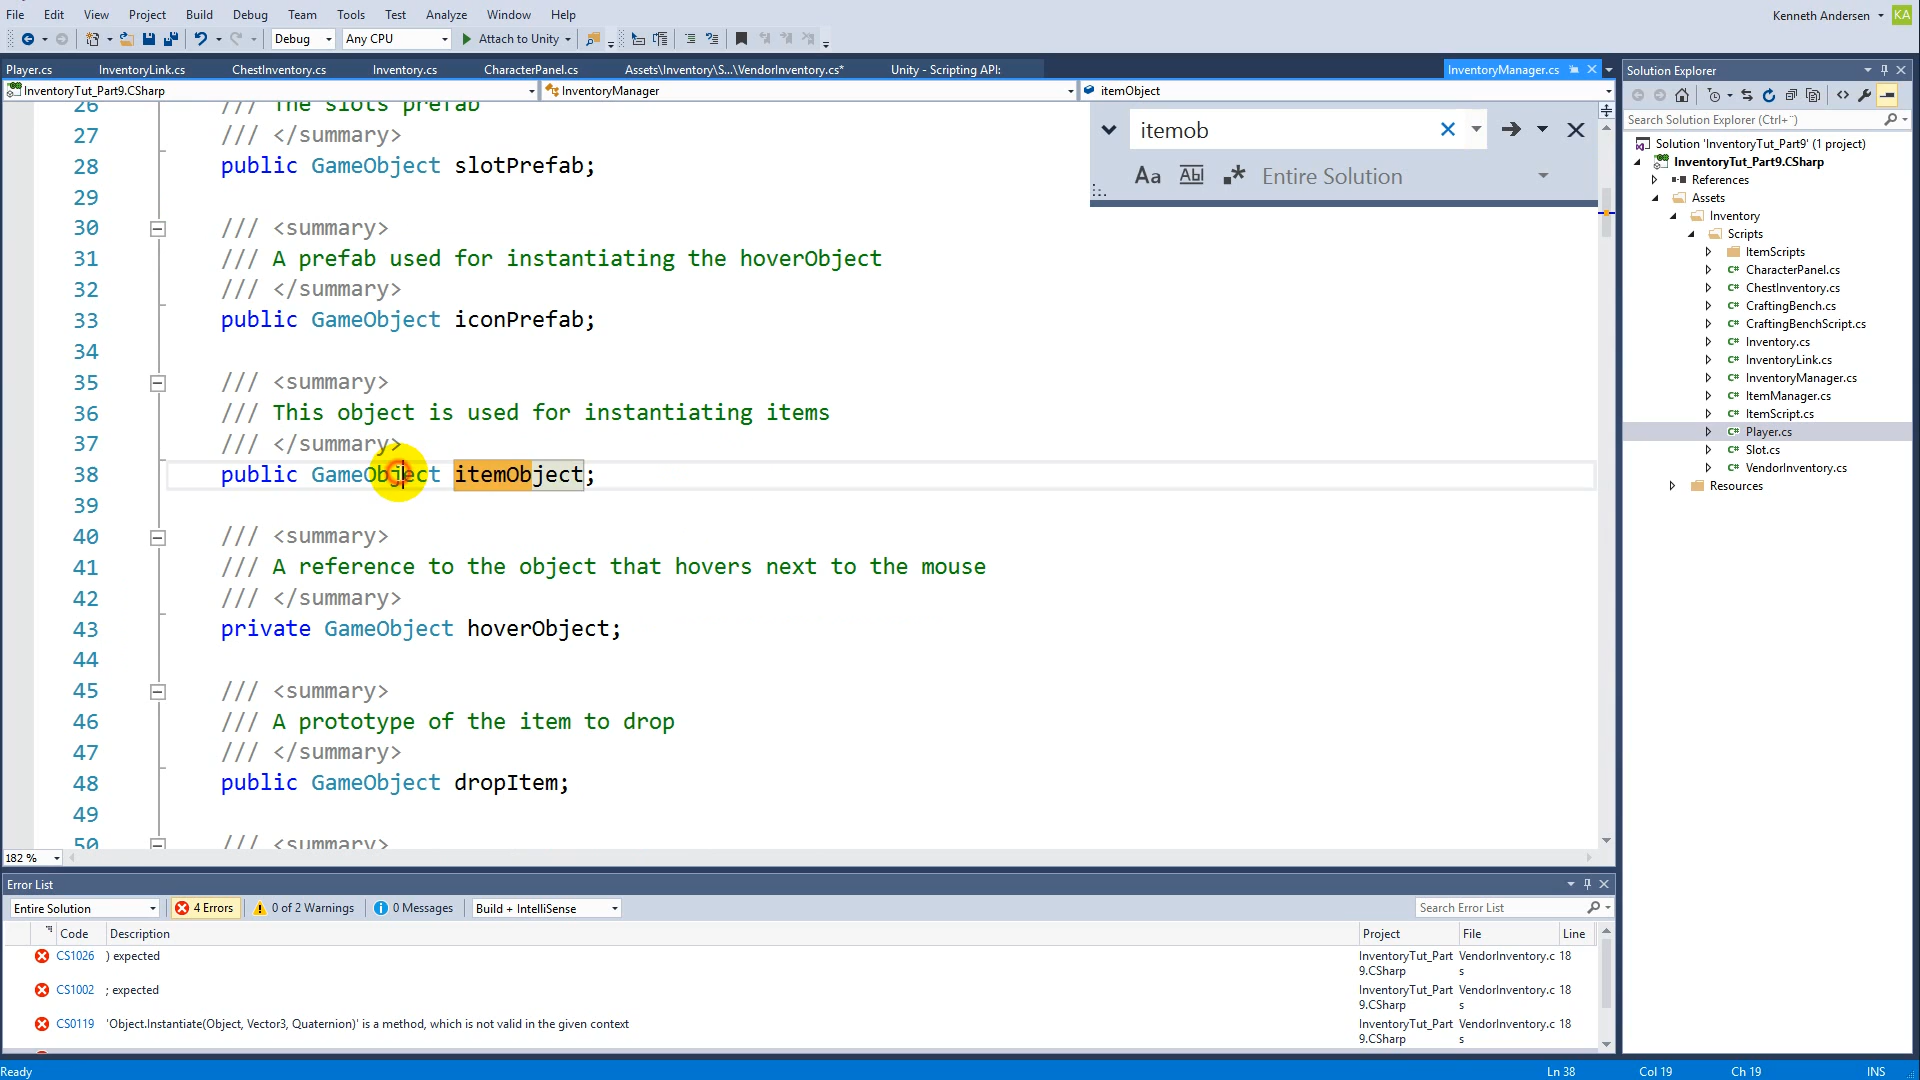 File Edit View Project Build Debug Team Tools Test Analyze Window Help
Kenneth Andersen KA
Debug Any CPU Attach to Unity
Player.cs InventoryLink.cs ChestInventory.cs Inventory.cs CharacterPanel.cs Assets\Inventory\S...\VendorInventory.cs* Unity - Scripting API: InventoryManager.cs
InventoryTut_Part9.CSharp InventoryManager itemObject
26 /// The slots prefab
27 /// </summary>
28 public GameObject slotPrefab;
29
30 /// <summary>
31 /// A prefab used for instantiating the hoverObject
32 /// </summary>
33 public GameObject iconPrefab;
34
35 /// <summary>
36 /// This object is used for instantiating items
37 /// </summary>
38 public GameObject itemObject;
39
40 /// <summary>
41 /// A reference to the object that hovers next to the mouse
42 /// </summary>
43 private GameObject hoverObject;
44
45 /// <summary>
46 /// A prototype of the item to drop
47 /// </summary>
48 public GameObject dropItem;
49
50 /// <summary>
itemob
Aa Abl .* Entire Solution
182 %
Solution Explorer
Search Solution Explorer (Ctrl+¨)
Solution 'InventoryTut_Part9' (1 project)
InventoryTut_Part9.CSharp
References
Assets
Inventory
Scripts
ItemScripts
C# CharacterPanel.cs
C# ChestInventory.cs
C# CraftingBench.cs
C# CraftingBenchScript.cs
C# Inventory.cs
C# InventoryLink.cs
C# InventoryManager.cs
C# ItemManager.cs
C# ItemScript.cs
C# Player.cs
C# Slot.cs
C# VendorInventory.cs
Resources
Error List
Entire Solution 4 Errors 0 of 2 Warnings 0 Messages Build + IntelliSense Search Error List
Code Description Project File Line
CS1026 ) expected InventoryTut_Part9.CSharp VendorInventory.cs 18
CS1002 ; expected InventoryTut_Part9.CSharp VendorInventory.cs 18
CS0119 'Object.Instantiate(Object, Vector3, Quaternion)' is a method, which is not valid in the given context InventoryTut_Part9.CSharp VendorInventory.cs 18
Ready Ln 38 Col 19 Ch 19 INS